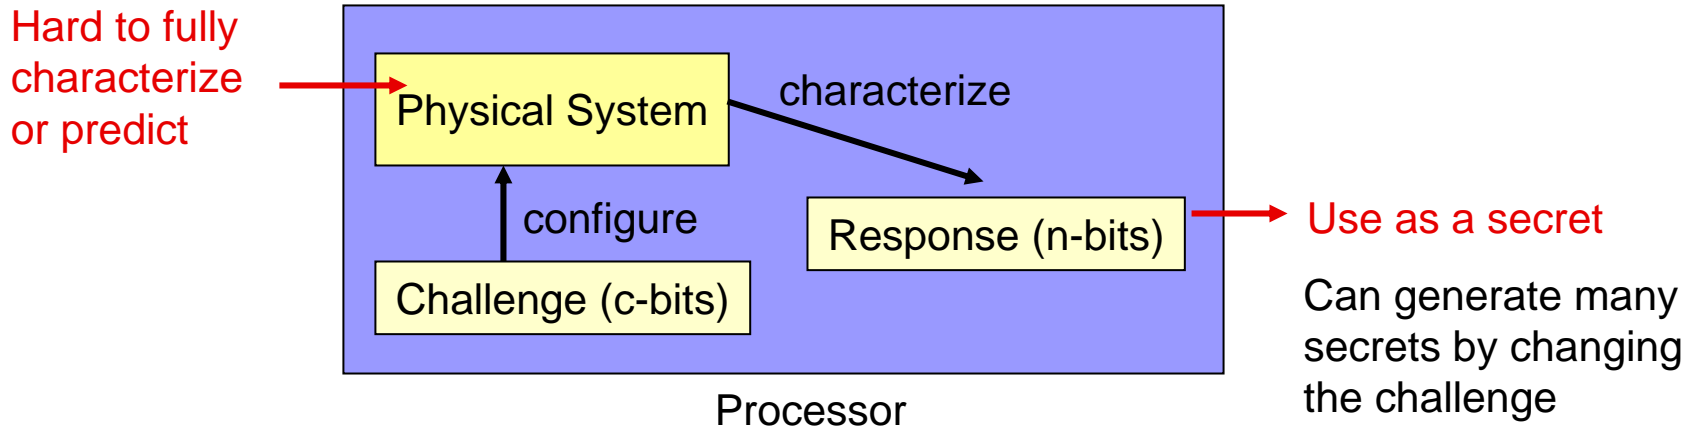 Hard to fully
characterize
or predict
Physical System
characterize
configure
Challenge (c-bits)
Response (n-bits)
Use as a secret
Can generate many
secrets by changing
the challenge
Processor